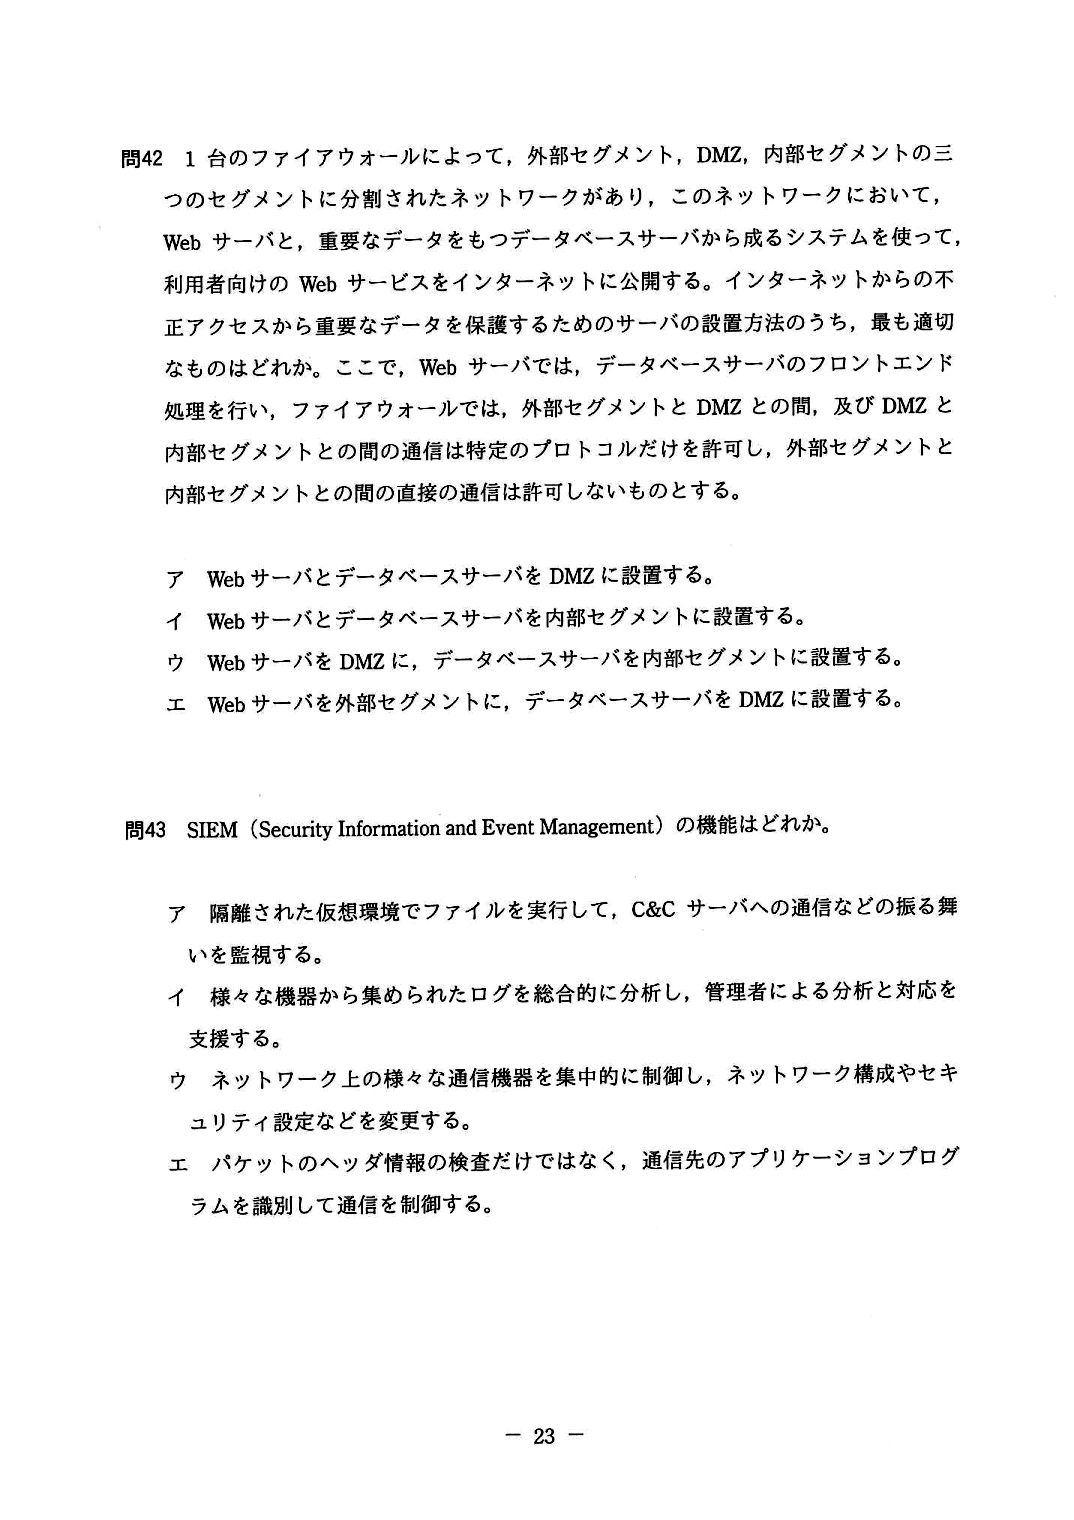 問42 1 台のファイアウォールによって，外部セグメント，DMZ，内部セグメントの三
つのセグメントに分割されたネットワークがあり，このネットワークにおいて，
Web サーバと，重要なデータをもつデータベースサーバから成るシステムを使って，
利用者向けの Web サービスをインターネットに公開する。インターネットからの不
正アクセスから重要なデータを保護するためのサーバの設置方法のうち，最も適切
なものはどれか。ここで，Web サーバでは，データベースサーバのフロントエンド
処理を行い，ファイアウォールでは，外部セグメントと DMZ との間，及び DMZ と
内部セグメントとの間の通信は特定のプロトコルだけを許可し，外部セグメントと
内部セグメントとの間の直接の通信は許可しないものとする。
ア Web サーバとデータベースサーバを DMZ に設置する。
イ Web サーバとデータベースサーバを内部セグメントに設置する。
ウ Web サーバを DMZ に，データベースサーバを内部セグメントに設置する。
エ Web サーバを外部セグメントに，データベースサーバを DMZ に設置する。
問43 SIEM（Security Information and Event Management）の機能はどれか。
ア 隔離された仮想環境でファイルを実行して，C&C サーバへの通信などの振る舞
いを監視する。
イ 様々な機器から集められたログを総合的に分析し，管理者による分析と対応を
支援する。
ウ ネットワーク上の様々な通信機器を集中的に制御し，ネットワーク構成やセキ
ュリティ設定などを変更する。
エ パケットのヘッダ情報の検査だけではなく，通信先のアプリケーションプログ
ラムを識別して通信を制御する。
－ 23 －